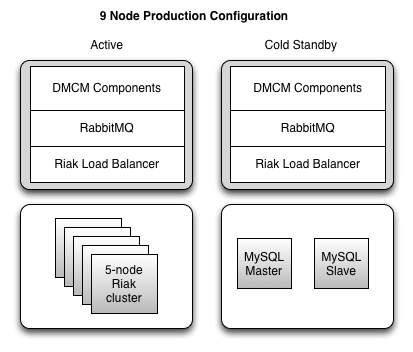 9 Node Production Configuration
Active
Cold Standby
DMCM Components
RabbitMQ
Riak Load Balancer
DMCM Components
RabbitMQ
Riak Load Balancer
5-node
Riak
cluster
MySQL
Master
MySQL
Slave